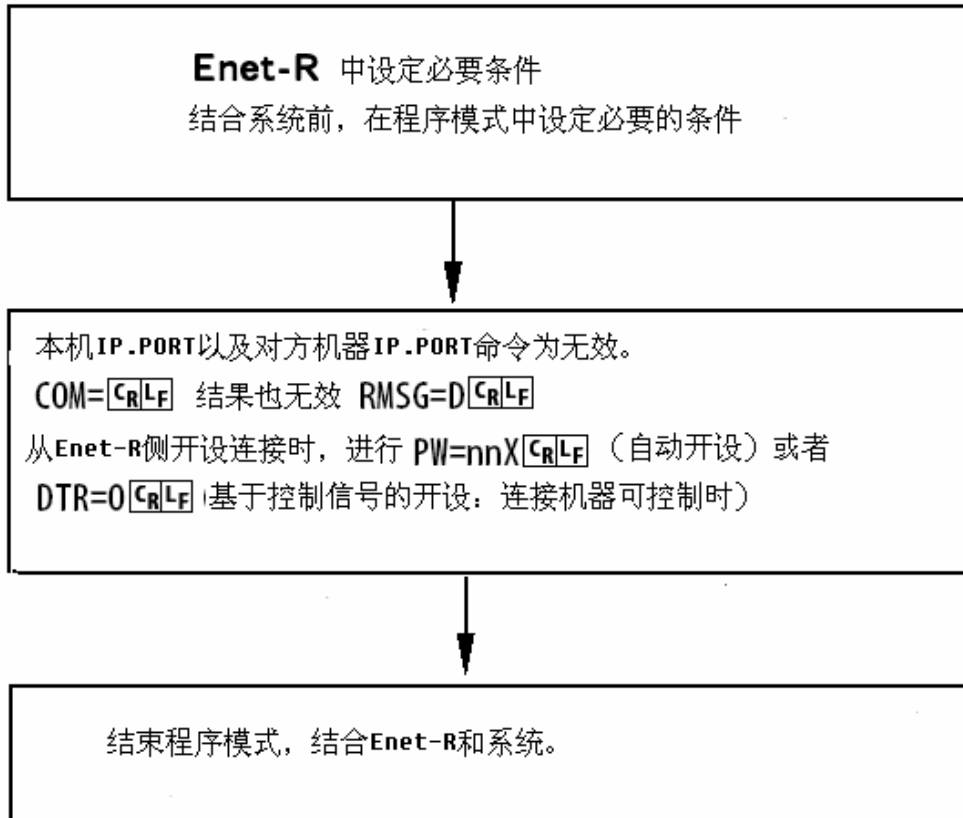 Enet-R 中设定必要条件
结合系统前，在程序模式中设定必要的条件
本机IP.PORT以及对方机器IP.PORT命令为无效。
COM=CRLF 结果也无效 RMSG=DCRLF
从Enet-R侧开设连接时，进行 PW=nnXCRLF（自动开设）或者
DTR=0CRLF(基于控制信号的开设：连接机器可控制时）
结束程序模式，结合Enet-R和系统。